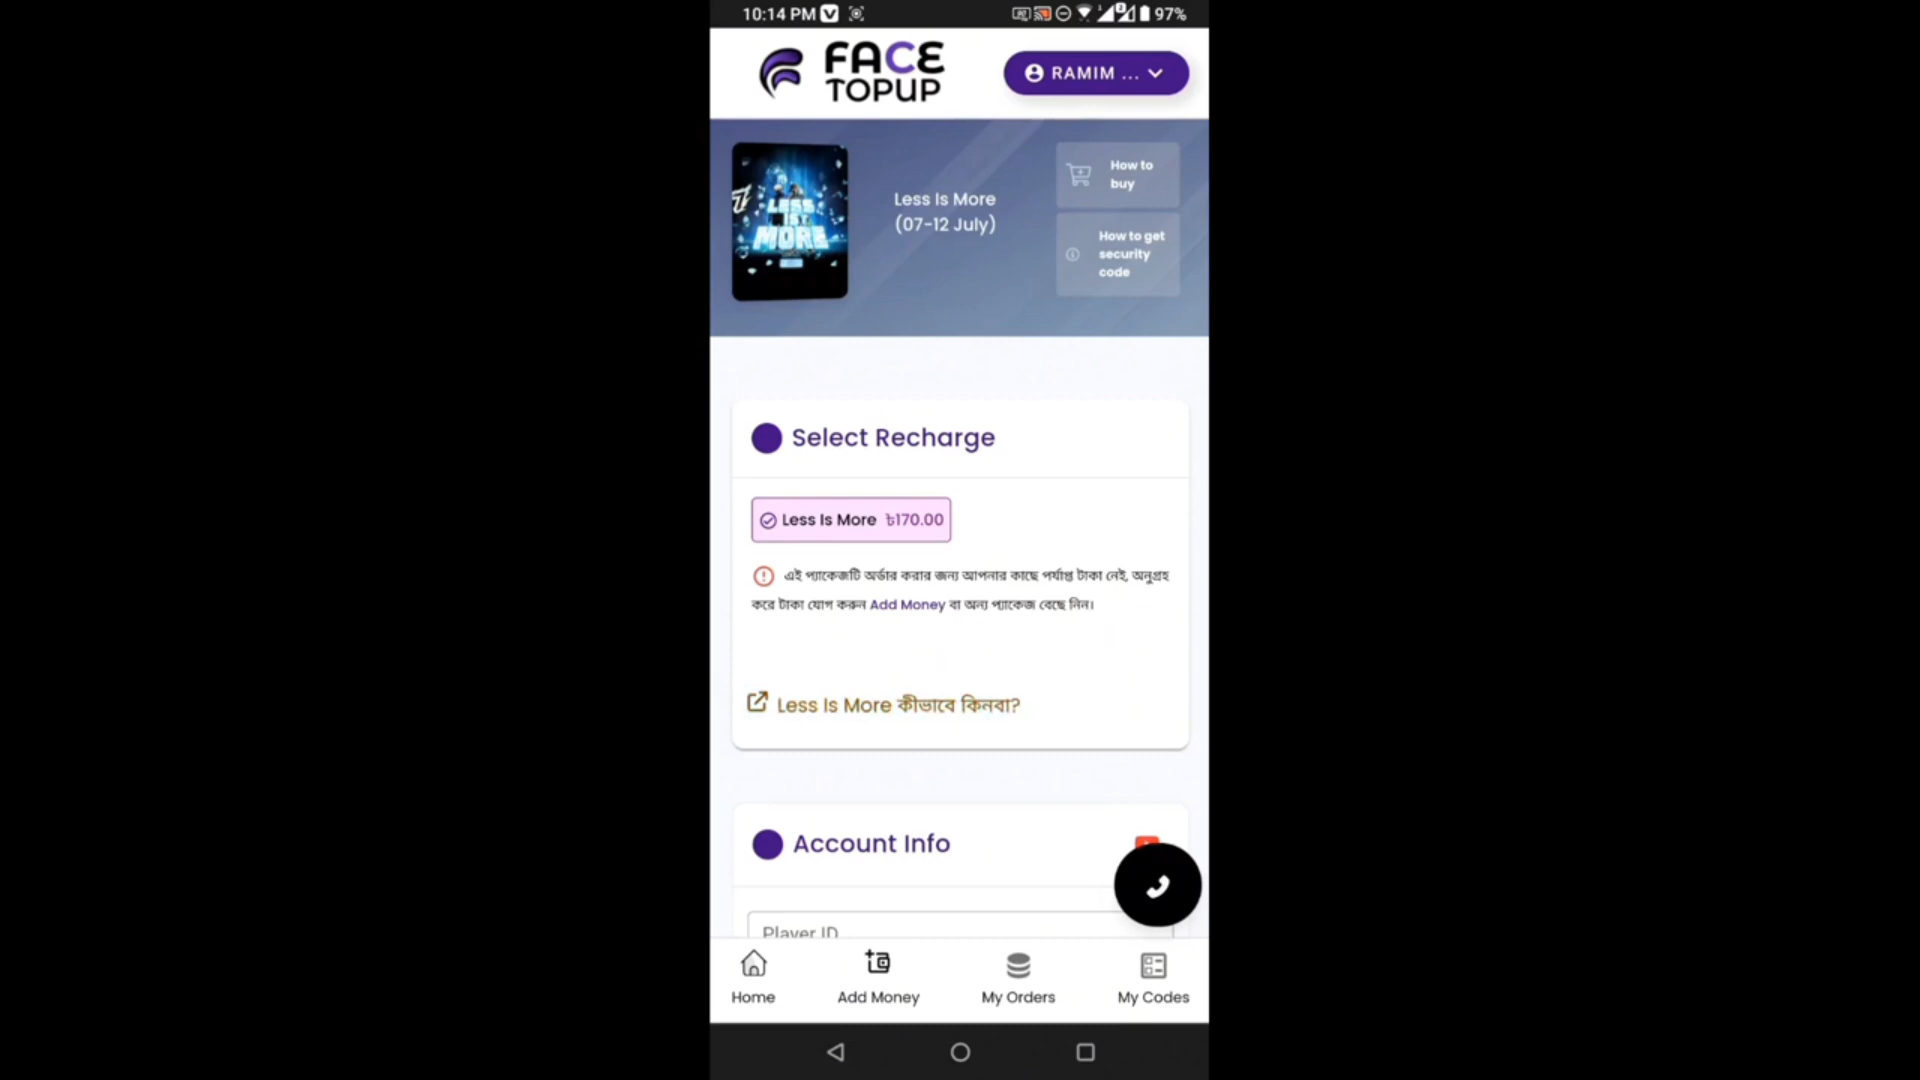 10:14 PM
97%
FACE
TOPUP
RAMIM ...
LESS
IS
MORE
Less Is More
(07-12 July)
How to
buy
How to get
security
code
Select Recharge
Less Is More ৳170.00
এই প্যাকেজটি অর্ডার করার জন্য আপনার কাছে পর্যাপ্ত টাকা নেই, অনুগ্রহ
করে টাকা যোগ করুন Add Money বা অন্য প্যাকেজ বেছে নিন।
Less Is More কীভাবে কিনবা?
Account Info
Player ID
Home
Add Money
My Orders
My Codes